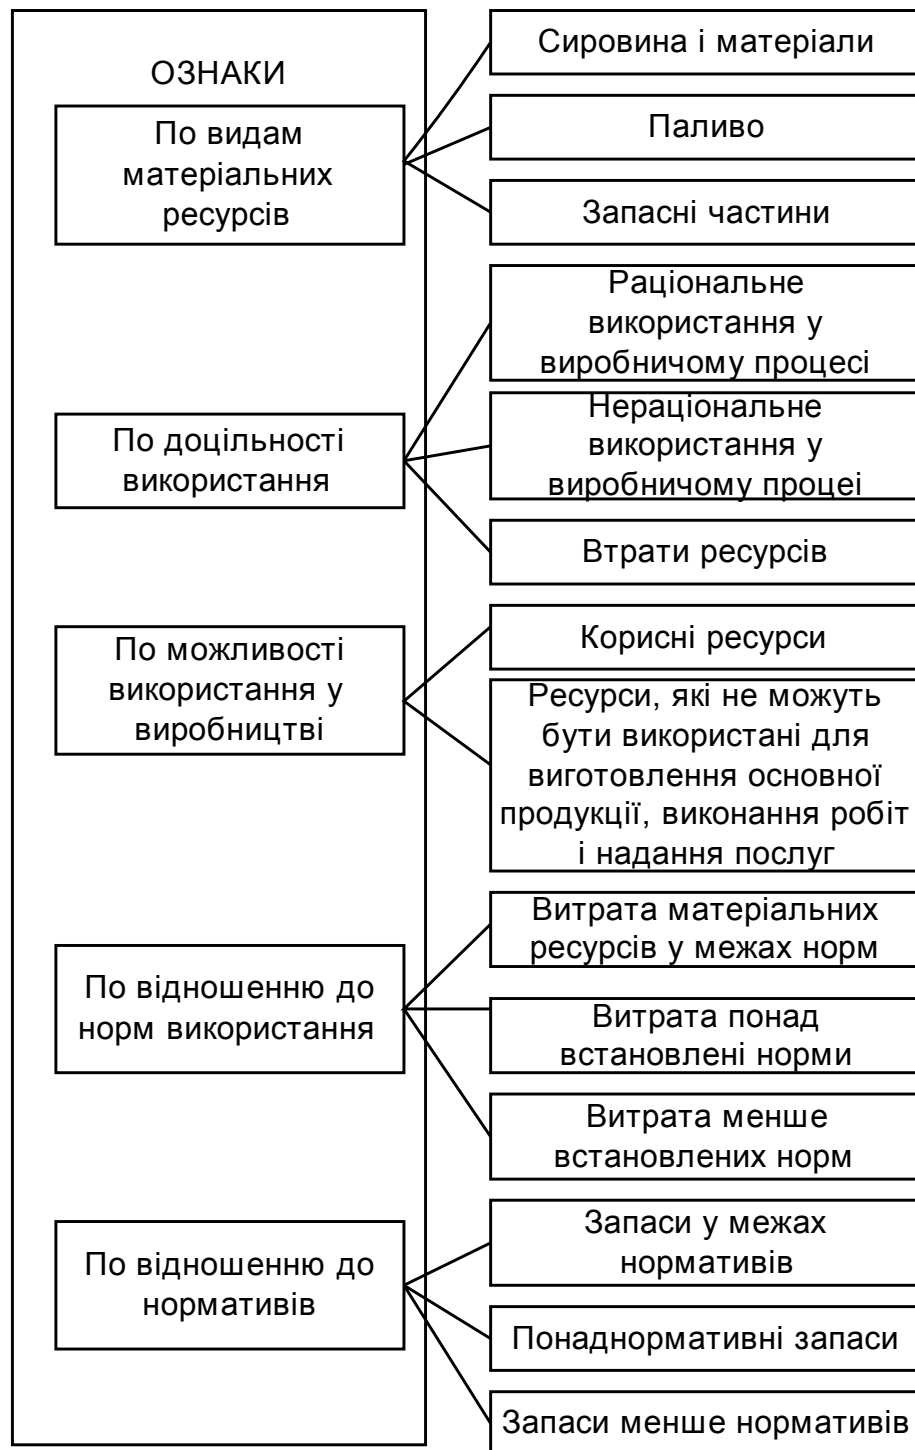 ОЗНАКИ
По видам
матеріальних
ресурсів
Сировина і матеріали
Паливо
Запасні частини
По доцільності
використання
Раціональне
використання у
виробничому процесі
Нераціональне
використання у
виробничому процеі
Втрати ресурсів
По можливості
використання у
виробництві
Корисні ресурси
Ресурси, які не можуть
бути використані для
виготовлення основної
продукції, виконання робіт
і надання послуг
По відношенню до
норм використання
Витрата матеріальних
ресурсів у межах норм
Витрата понад
встановлені норми
Витрата менше
встановлених норм
По відношенню до
нормативів
Запаси у межах
нормативів
Понаднормативні запаси
Запаси менше нормативів